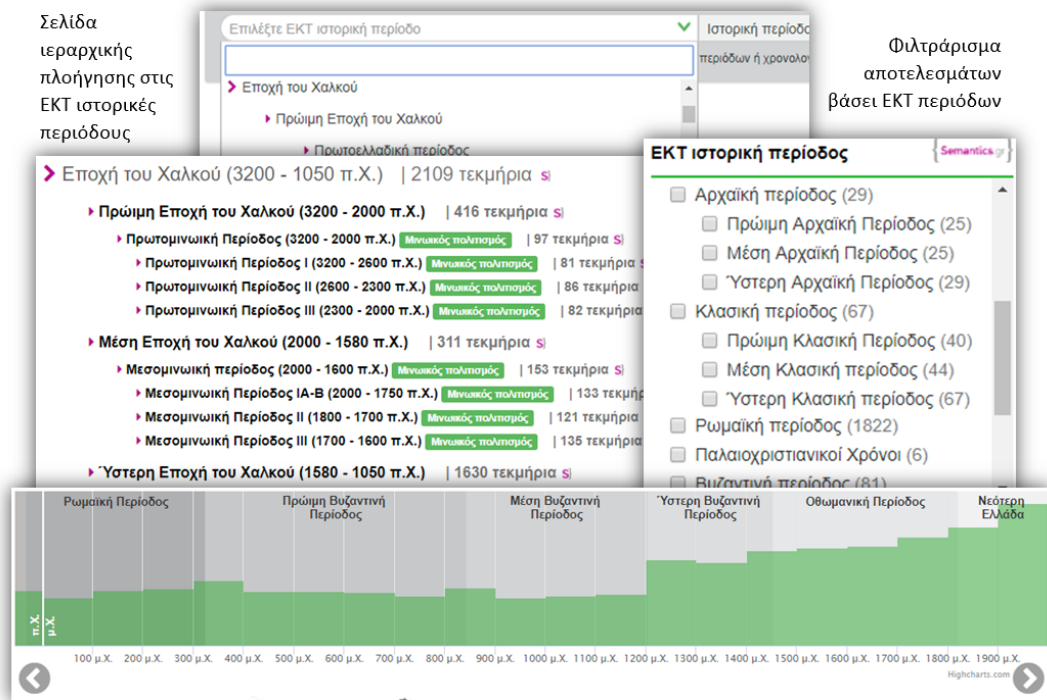 Σελίδα
ιεραρχικής
πλοήγησης στις
ΕΚΤ ιστορικές
περιόδους
Επιλέξτε ΕΚΤ ιστορική περίοδο
Εποχή του Χαλκού
Πρώιμη Εποχή του Χαλκού
Πρωτοελλαδική περίοδος
Ιστορική περίοδο
περιόδων ή χρονολο
Φιλτράρισμα
αποτελεσμάτων
βάσει ΕΚΤ περιόδων
Εποχή του Χαλκού (3200 - 1050 π.Χ.) | 2109 τεκμήρια s}
Πρώιμη Εποχή του Χαλκού (3200 - 2000 π.Χ.) | 416 τεκμήρια s}
Πρωτομινωική Περίοδος (3200 - 2000 π.Χ.) Μινωικός πολιτισμός | 97 τεκμήρια s}
Πρωτομινωική Περίοδος I (3200 - 2600 π.Χ.) Μινωικός πολιτισμός | 81 τεκμήρια s
Πρωτομινωική Περίοδος II (2600 - 2300 π.Χ.) Μινωικός πολιτισμός | 86 τεκμήρια
Πρωτομινωική Περίοδος III (2300 - 2000 π.Χ.) Μινωικός πολιτισμός | 82 τεκμήρια
Μέση Εποχή του Χαλκού (2000 - 1580 π.Χ.) | 311 τεκμήρια s}
Μεσομινωική περίοδος (2000 - 1600 π.Χ.) Μινωικός πολιτισμός | 153 τεκμήρια s}
Μεσομινωική Περίοδος ΙΑ-Β (2000 - 1750 π.Χ.) Μινωικός πολιτισμός | 133 τεκμήρ
Μεσομινωική Περίοδος II (1800 - 1700 π.Χ.) Μινωικός πολιτισμός | 121 τεκμήρια
Μεσομινωική Περίοδος III (1700 - 1600 π.Χ.) Μινωικός πολιτισμός | 135 τεκμήρια
Ύστερη Εποχή του Χαλκού (1580 - 1050 π.Χ.) | 1630 τεκμήρια s}
ΕΚΤ ιστορική περίοδος
{Semantics.gr}
Αρχαϊκή περίοδος (29)
Πρώιμη Αρχαϊκή Περίοδος (25)
Μέση Αρχαϊκή Περίοδος (25)
Ύστερη Αρχαϊκή Περίοδος (29)
Κλασική περίοδος (67)
Πρώιμη Κλασική Περίοδος (40)
Μέση Κλασική Περίοδος (44)
Ύστερη Κλασική περίοδος (67)
Ρωμαϊκή περίοδος (1822)
Παλαιοχριστιανικοί Χρόνοι (6)
Βυζαντινή περίοδος (81)
Ρωμαϊκή Περίοδος
Πρώιμη Βυζαντινή
Περίοδος
Μέση Βυζαντινή
Περίοδος
Ύστερη Βυζαντινή
Περίοδος
Οθωμανική Περίοδος
Νεότερη
Ελλάδα
π.Χ.
μ.Χ.
100 μ.Χ. 200 μ.Χ. 300 μ.Χ. 400 μ.Χ. 500 μ.Χ. 600 μ.Χ. 700 μ.Χ. 800 μ.Χ. 900 μ.Χ. 1000 μ.Χ. 1100 μ.Χ. 1200 μ.Χ. 1300 μ.Χ. 1400 μ.Χ. 1500 μ.Χ. 1600 μ.Χ. 1700 μ.Χ. 1800 μ.Χ. 1900 μ.Χ.
Highcharts.com